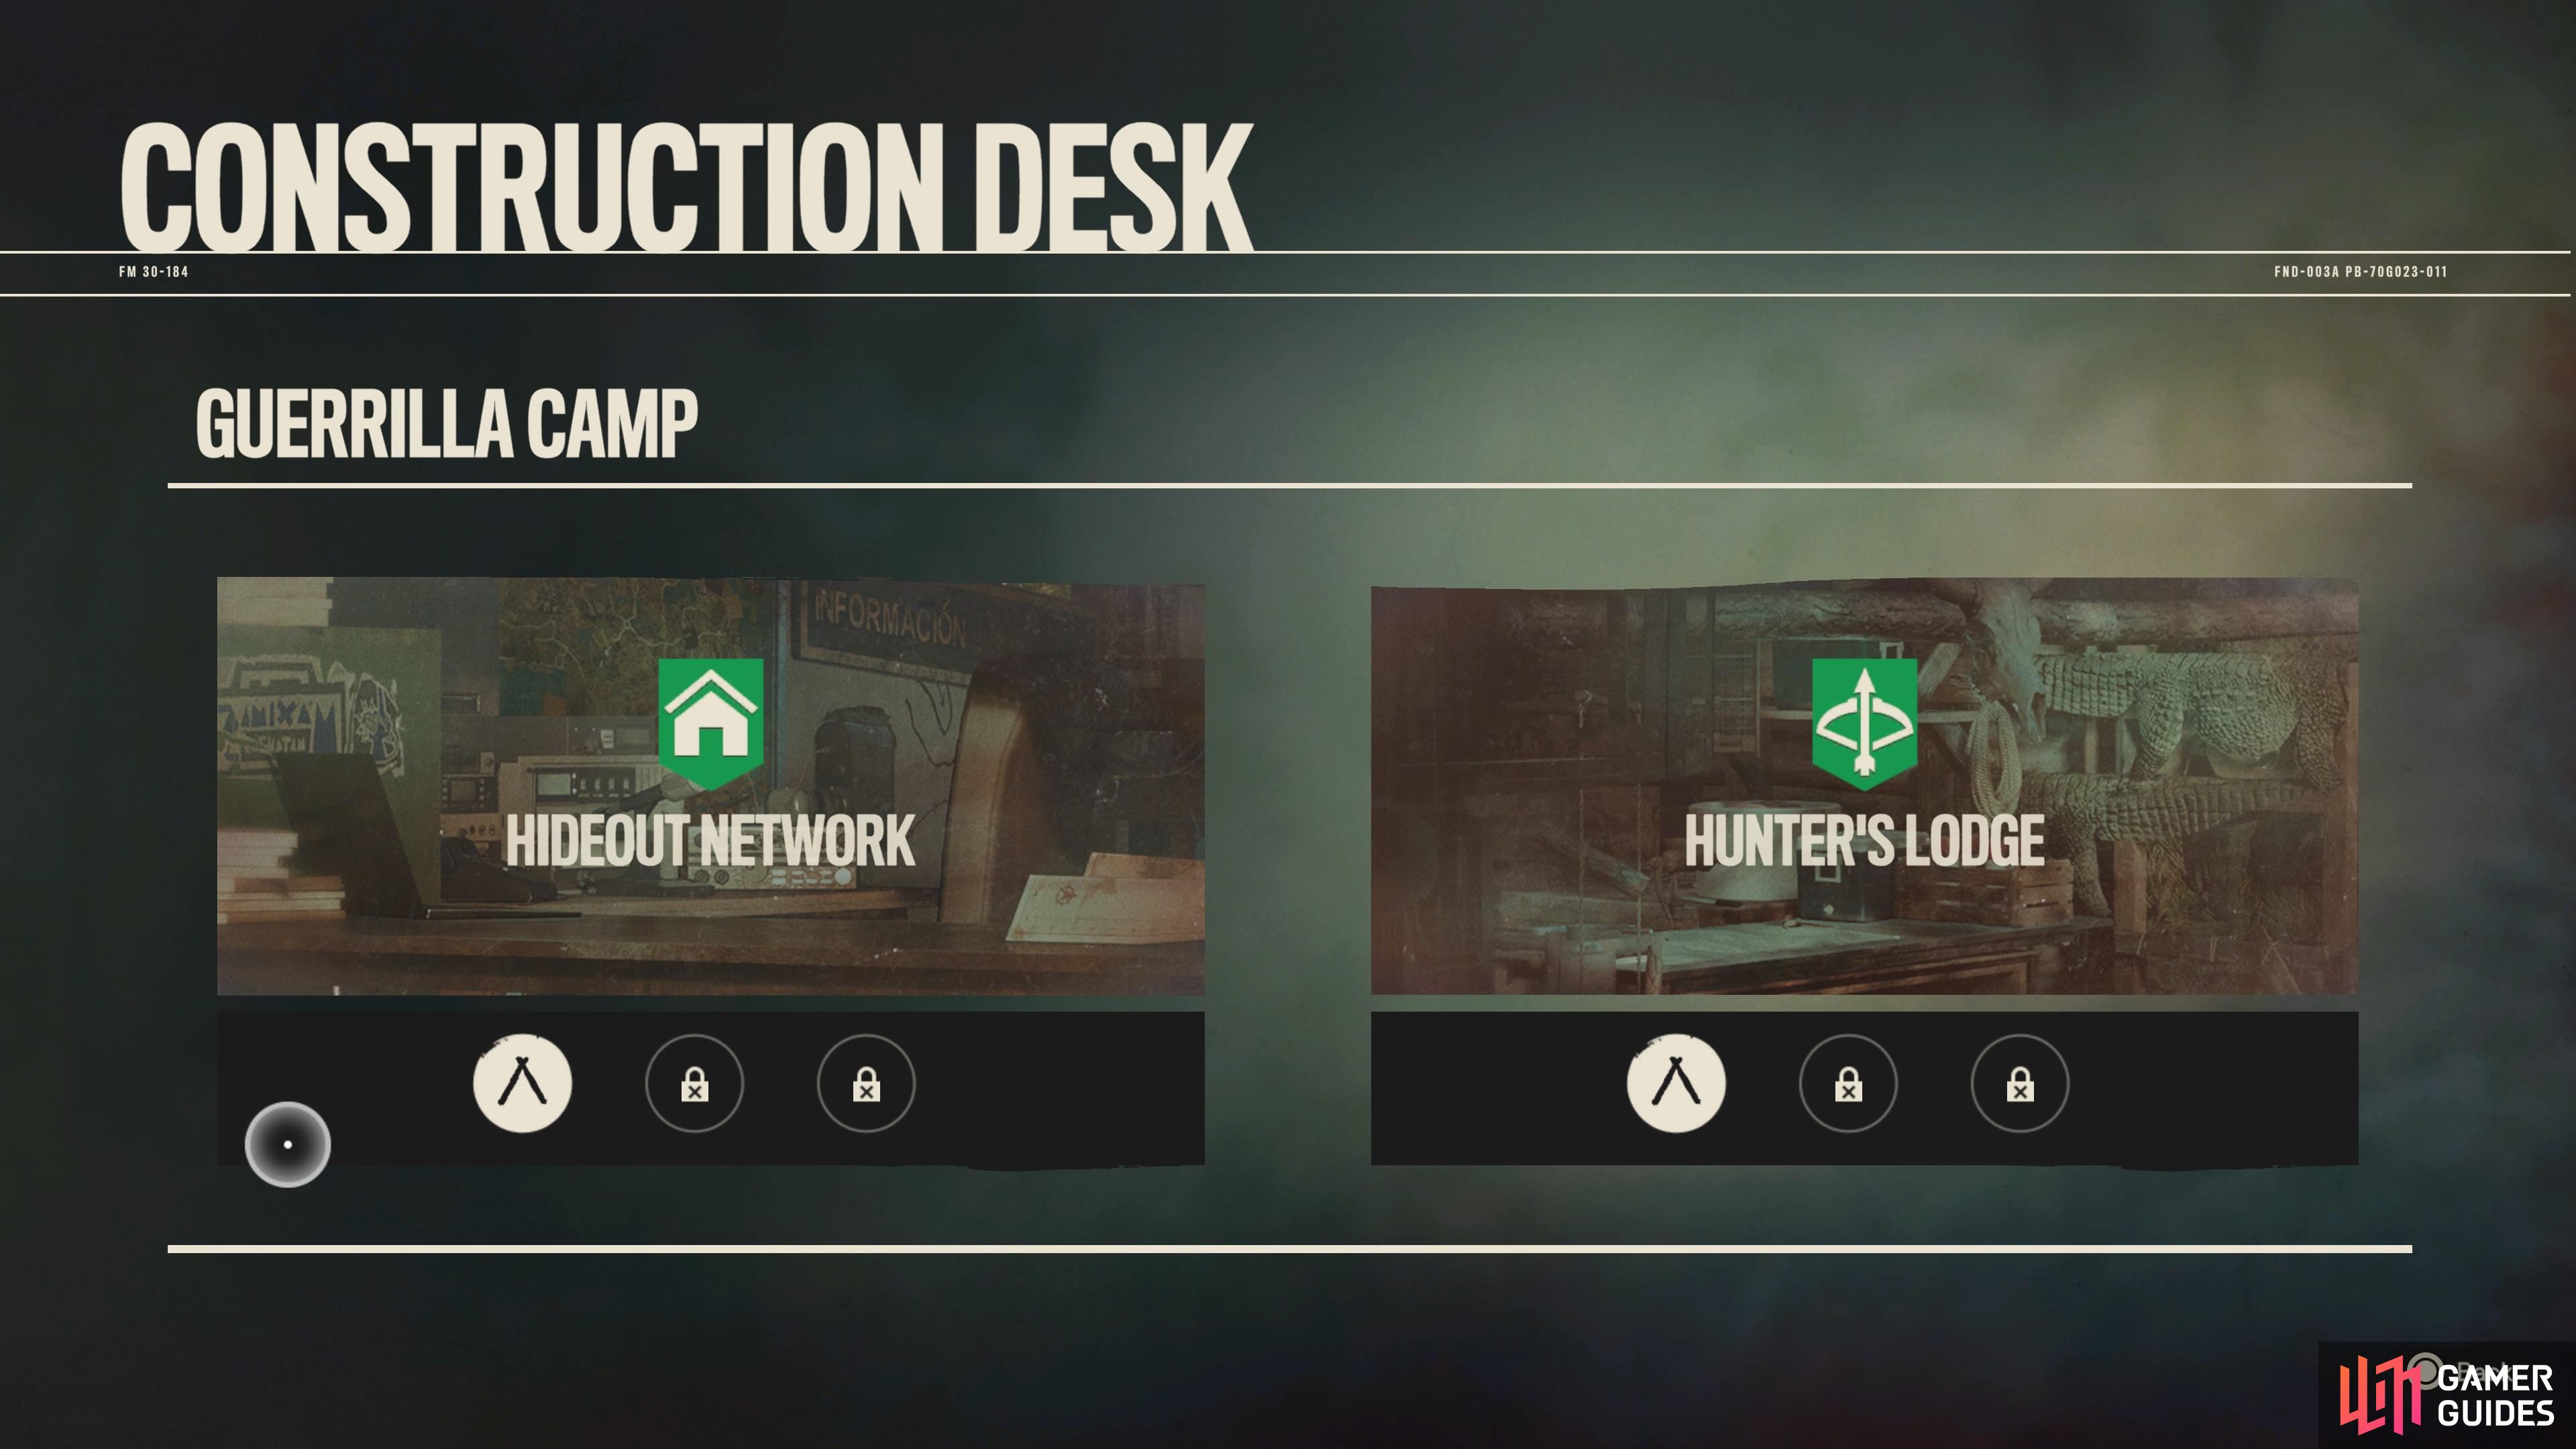 CONSTRUCTION DESK
FM 30-184
FND-003A PB-70G023-011
GUERRILLA CAMP
INFORMACIÓN
HIDEOUT NETWORK
HUNTER'S LODGE
Back
GAMER
GUIDES